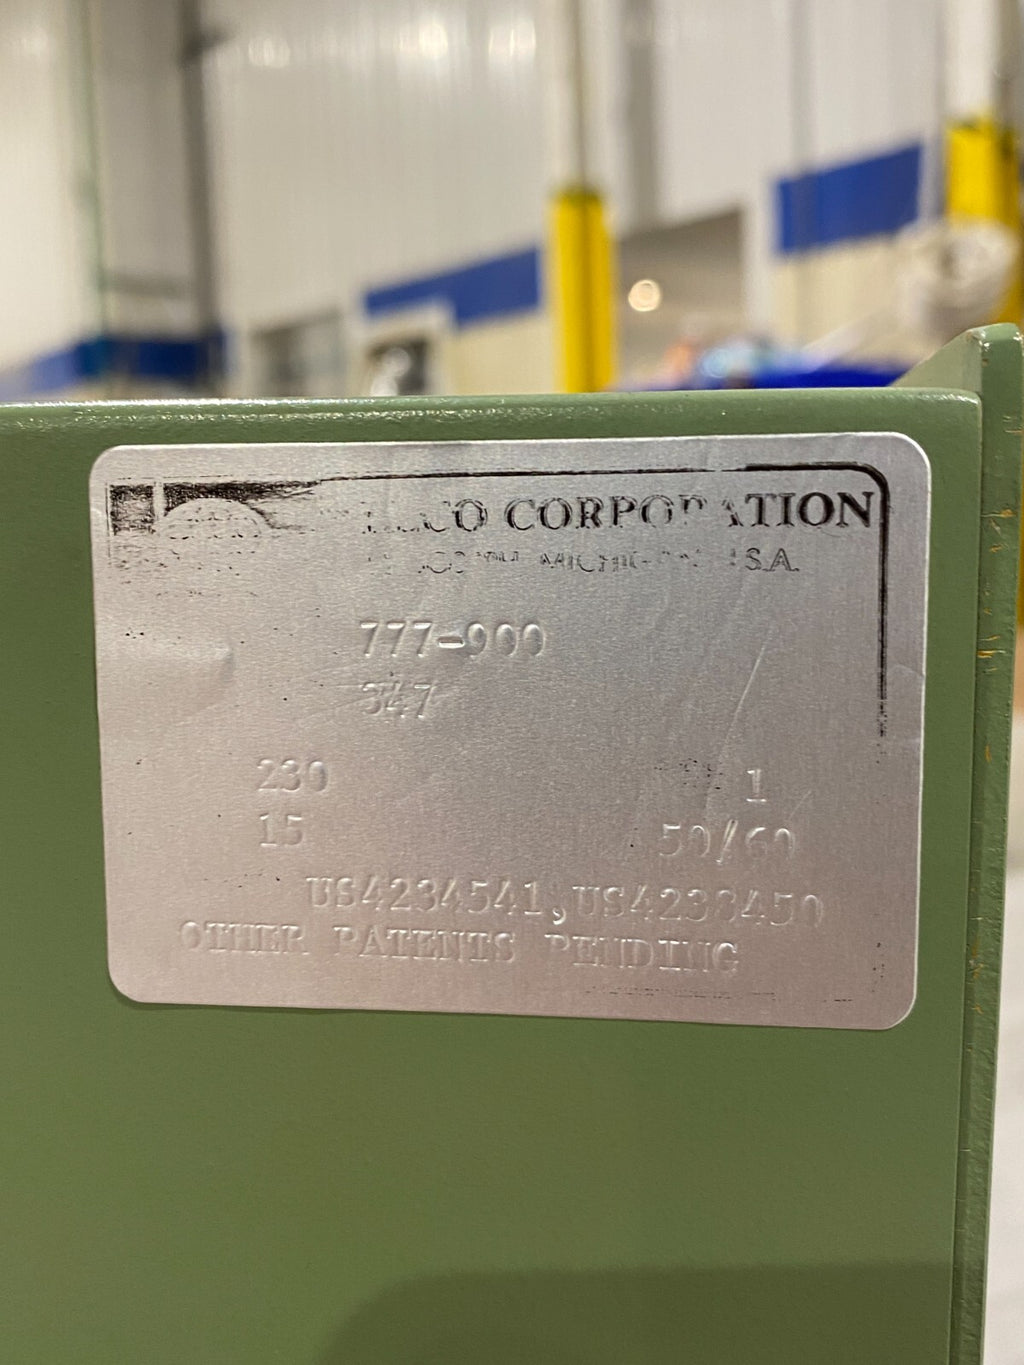 CORPORATION
777-900
347
230 1
15 50/60
US4234541,US4238450
OTHER PATENTS PENDING